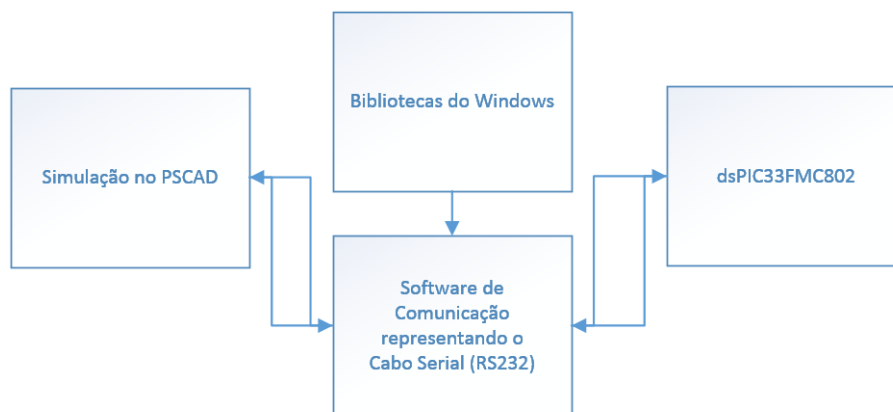 Bibliotecas do Windows
Simulação no PSCAD
dsPIC33FMC802
Software de
Comunicação
representando o
Cabo Serial (RS232)